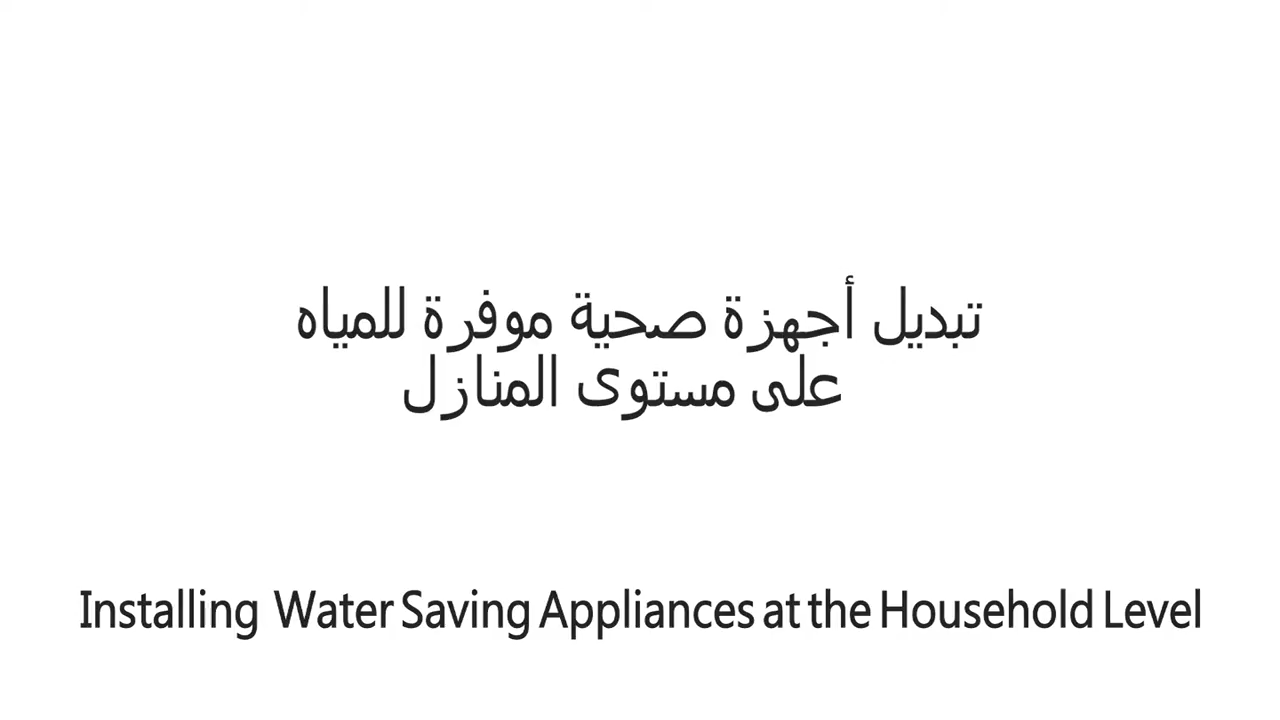 تبديل أجهزة صحية موفرة للمياه
على مستوى المنازل
Installing Water Saving Appliances at the Household Level